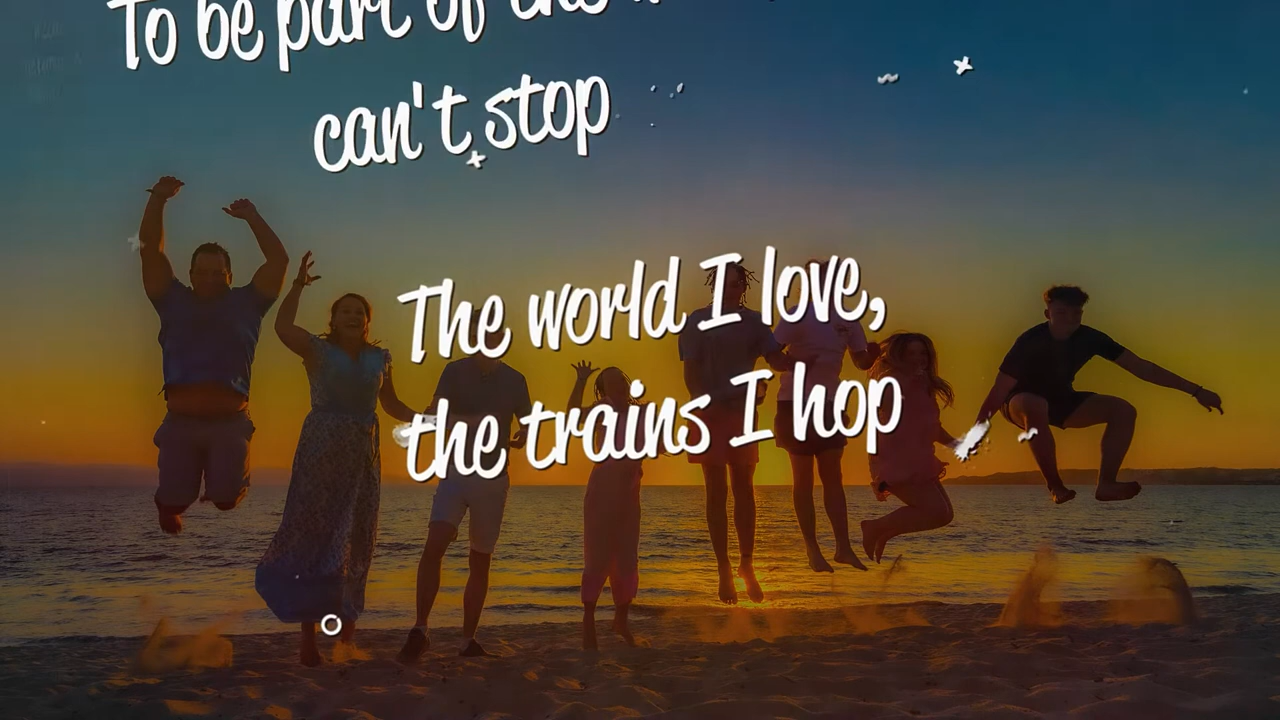 To be part of the
can't stop
The world I love,
the trains I hop